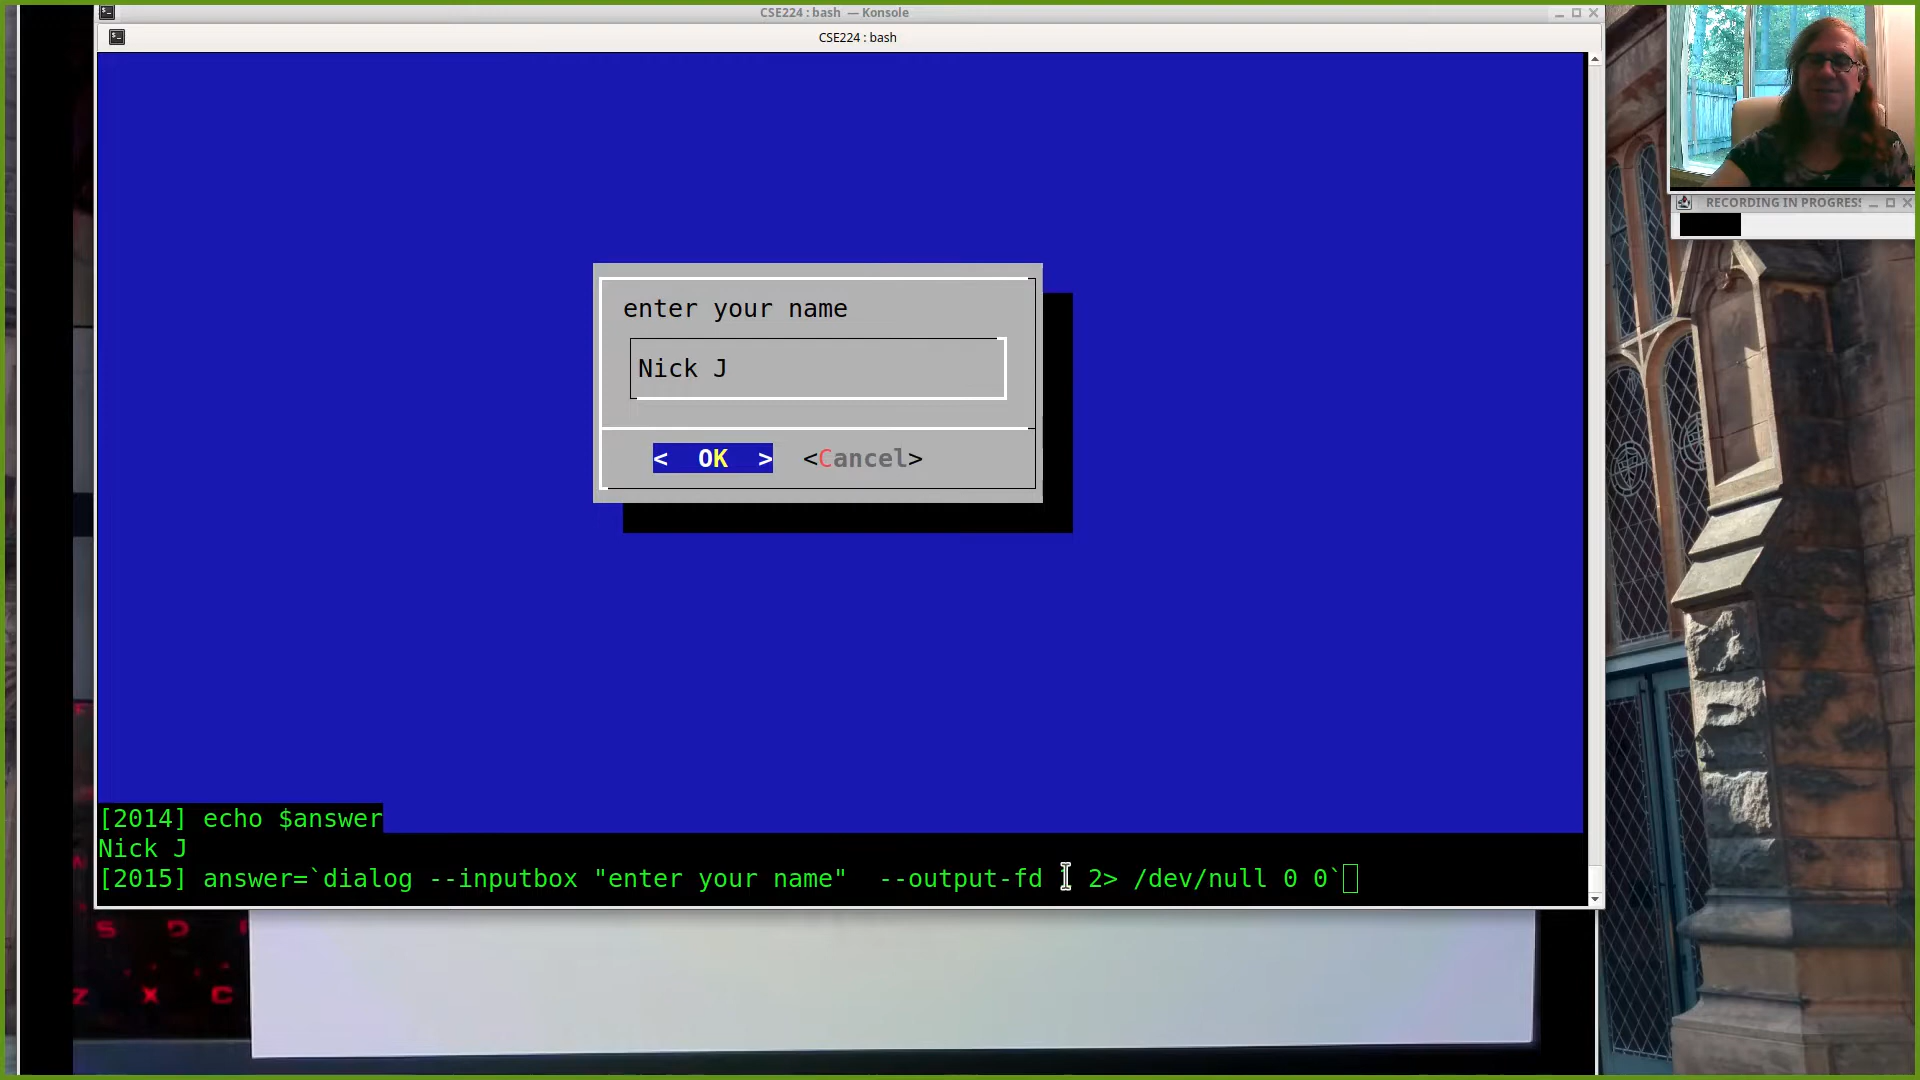 CSE224 : bash — Konsole
CSE224 : bash
RECORDING IN PROGRES
enter your name
Nick J
< OK > <Cancel>
[2014] echo $answer
Nick J
[2015] answer=`dialog --inputbox "enter your name" --output-fd 2> /dev/null 0 0`
S D
Z X C